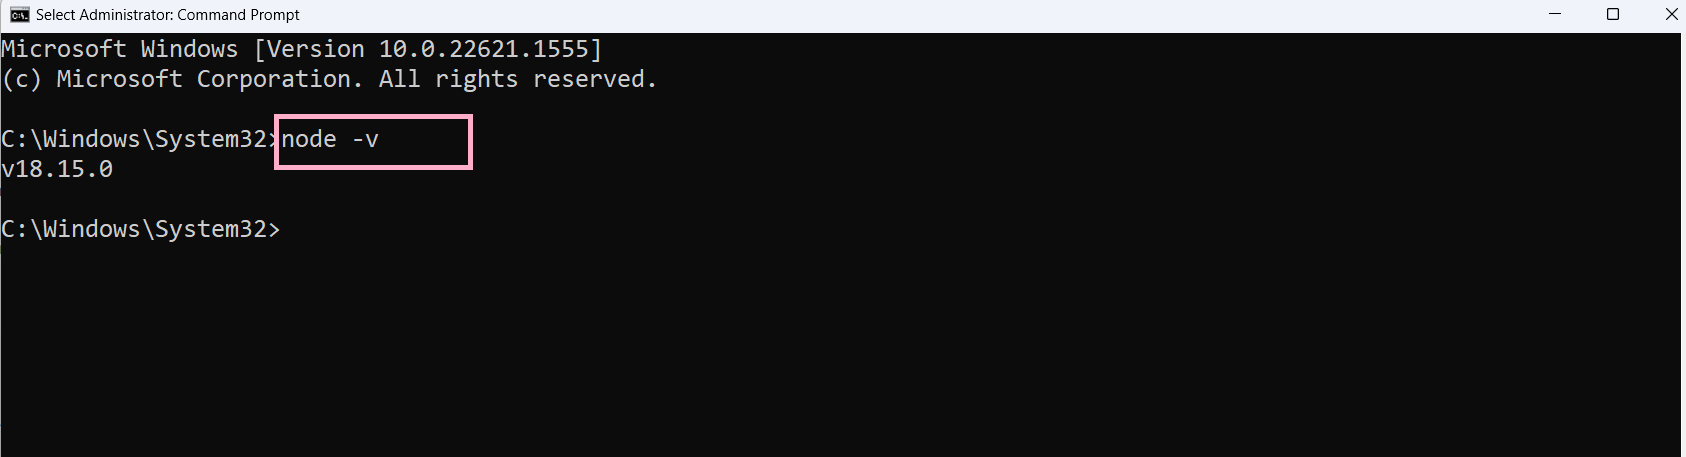 Select Administrator: Command Prompt
Microsoft Windows [Version 10.0.22621.1555]
(c) Microsoft Corporation. All rights reserved.
C:\Windows\System32>node -v
v18.15.0
C:\Windows\System32>